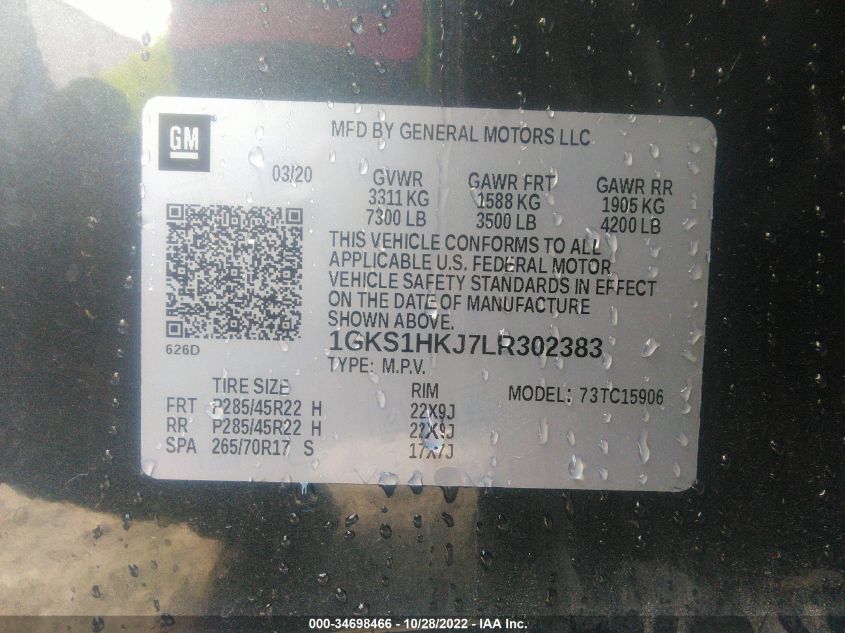 GM
MFD BY GENERAL MOTORS LLC
03/20 GVWR GAWR FRT GAWR RR
3311 KG 1588 KG 1905 KG
7300 LB 3500 LB 4200 LB
THIS VEHICLE CONFORMS TO ALL
APPLICABLE U.S. FEDERAL MOTOR
VEHICLE SAFETY STANDARDS IN EFFECT
ON THE DATE OF MANUFACTURE
SHOWN ABOVE.
626D
1GKS1HKJ7LR302383
TYPE: M.P.V.
MODEL: 73TC15906
TIRE SIZE RIM
FRT P285/45R22 H 22X9J
RR P285/45R22 H 22X9J
SPA 265/70R17 S 17X7J
000-34698466 - 10/28/2022 - IAA Inc.